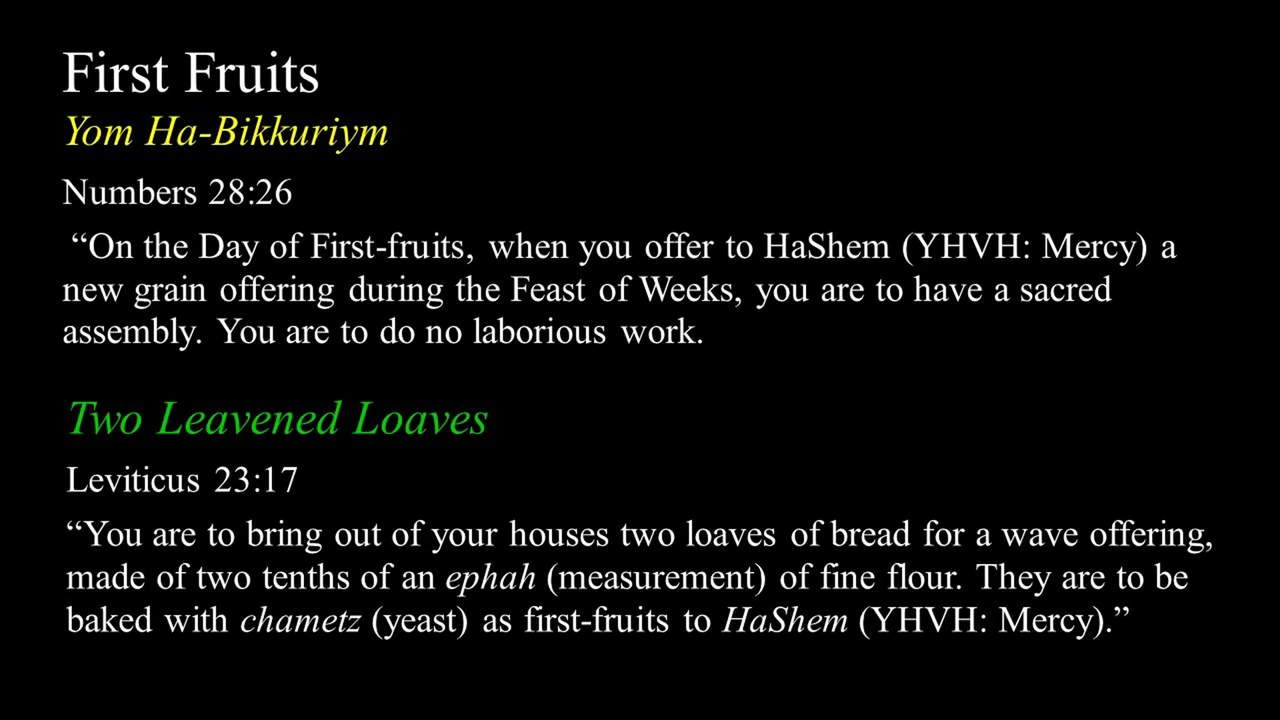 First Fruits
Yom Ha-Bikkuriym
Numbers 28:26
“On the Day of First-fruits, when you offer to HaShem (YHVH: Mercy) a
new grain offering during the Feast of Weeks, you are to have a sacred
assembly. You are to do no laborious work.
Two Leavened Loaves
Leviticus 23:17
“You are to bring out of your houses two loaves of bread for a wave offering,
made of two tenths of an ephah (measurement) of fine flour. They are to be
baked with chametz (yeast) as first-fruits to HaShem (YHVH: Mercy).”